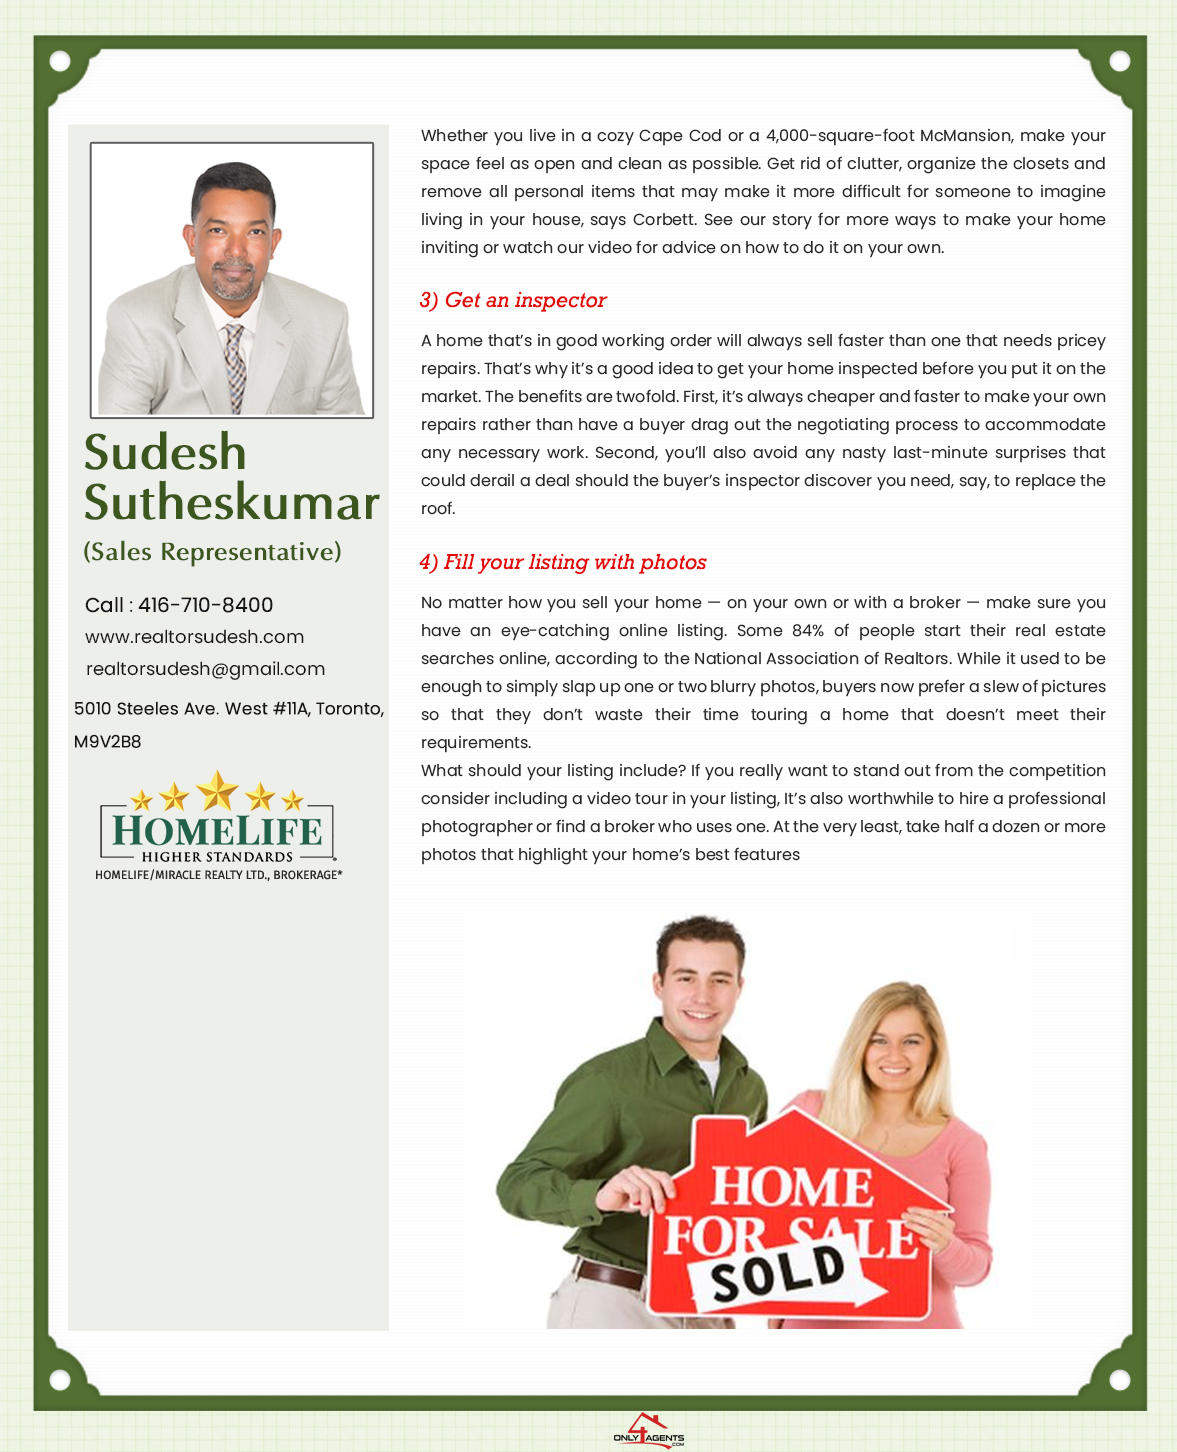 Sudesh
Sutheskumar
(Sales Representative)
Call : 416-710-8400
www.realtorsudesh.com
realtorsudesh@gmail.com
5010 Steeles Ave. West #11A, Toronto,
M9V2B8
HOMELIFE
HIGHER STANDARDS
HOMELIFE/MIRACLE REALTY LTD., BROKERAGE*
Whether you live in a cozy Cape Cod or a 4,000-square-foot McMansion, make your
space feel as open and clean as possible. Get rid of clutter, organize the closets and
remove all personal items that may make it more difficult for someone to imagine
living in your house, says Corbett. See our story for more ways to make your home
inviting or watch our video for advice on how to do it on your own.
3) Get an inspector
A home that’s in good working order will always sell faster than one that needs pricey
repairs. That’s why it’s a good idea to get your home inspected before you put it on the
market. The benefits are twofold. First, it’s always cheaper and faster to make your own
repairs rather than have a buyer drag out the negotiating process to accommodate
any necessary work. Second, you’ll also avoid any nasty last-minute surprises that
could derail a deal should the buyer’s inspector discover you need, say, to replace the
roof.
4) Fill your listing with photos
No matter how you sell your home — on your own or with a broker — make sure you
have an eye-catching online listing. Some 84% of people start their real estate
searches online, according to the National Association of Realtors. While it used to be
enough to simply slap up one or two blurry photos, buyers now prefer a slew of pictures
so that they don’t waste their time touring a home that doesn’t meet their
requirements.
What should your listing include? If you really want to stand out from the competition
consider including a video tour in your listing, It’s also worthwhile to hire a professional
photographer or find a broker who uses one. At the very least, take half a dozen or more
photos that highlight your home’s best features
HOME
FOR SALE
SOLD
ONLY4AGENTS
.COM